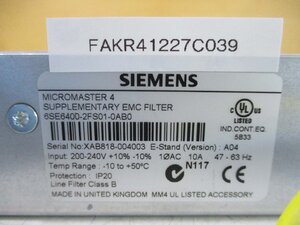 FAKR41227C039
SIEMENS
MICROMASTER 4
SUPPLEMENTARY EMC FILTER
6SE6400-2FS01-0AB0
Serial No:XAB818-004003 E-Stand (Version) : A04
Input: 200-240V +10% -10% 1ØAC 10A 47 - 63 Hz
Temp Range : -10 to +50°C
Protection : IP20
Line Filter Class B
MADE IN UNITED KINGDOM MM4 UL LISTED ACCESSORY
N117
UL
US
LISTED
IND.CONT.EQ.
5B33